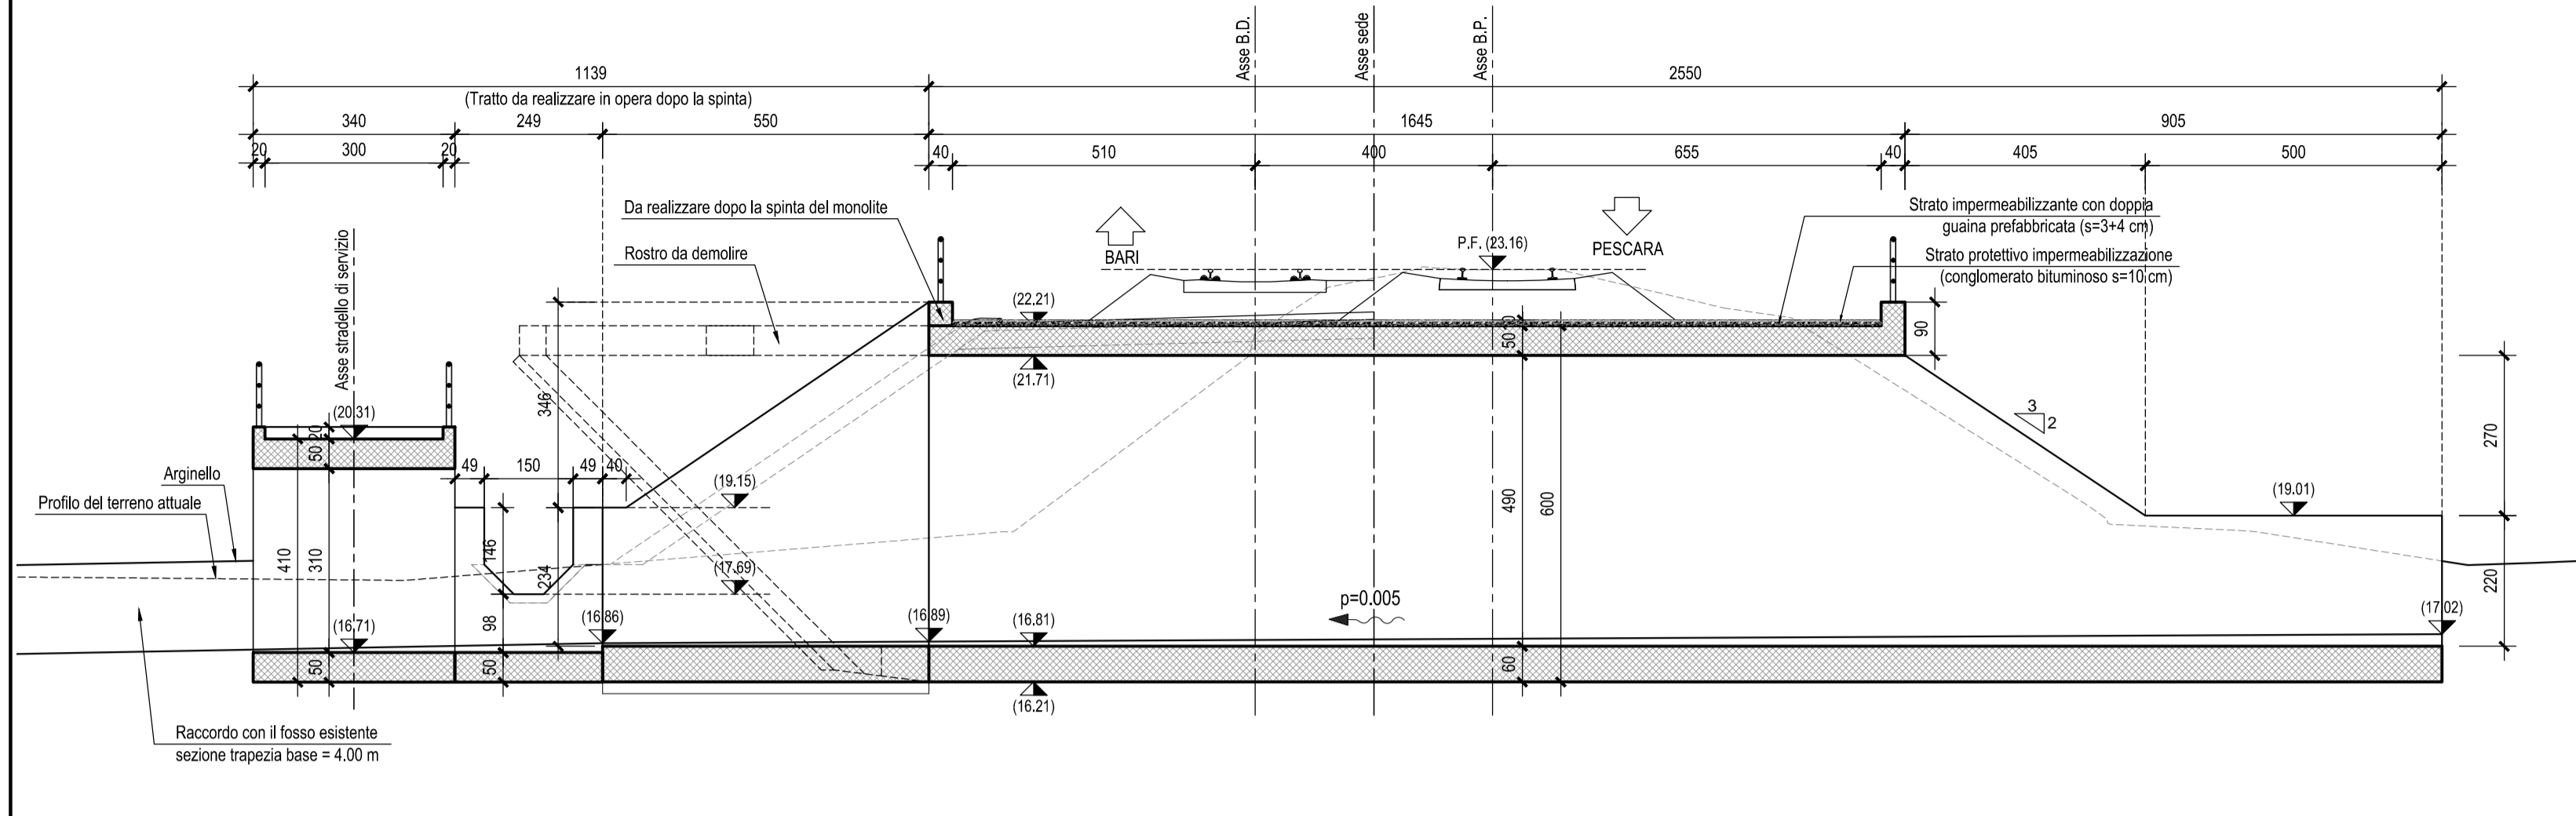 Asse B.D.
Asse sede
Asse B.P.
1139
2550
(Tratto da realizzare in opera dopo la spinta)
340
249
550
1645
905
20
300
20
40
510
400
655
40
405
500
Da realizzare dopo la spinta del monolite
Rostro da demolire
BARI
P.F. (23.16)
PESCARA
Strato impermeabilizzante con doppia
guaina prefabbricata (s=3+4 cm)
Strato protettivo impermeabilizzazione
(conglomerato bituminoso s=10 cm)
Asse stradello di servizio
(22.21)
50
90
(21.71)
(20.31)
20
50
346
3
2
270
Arginello
Profilo del terreno attuale
49
150
49
40
(19.15)
(19.01)
490
600
410
310
146
234
(17.69)
220
p=0.005
(16.71)
98
(16.86)
(16.89)
(16.81)
(17.02)
50
50
60
(16.21)
Raccordo con il fosso esistente
sezione trapezia base = 4.00 m